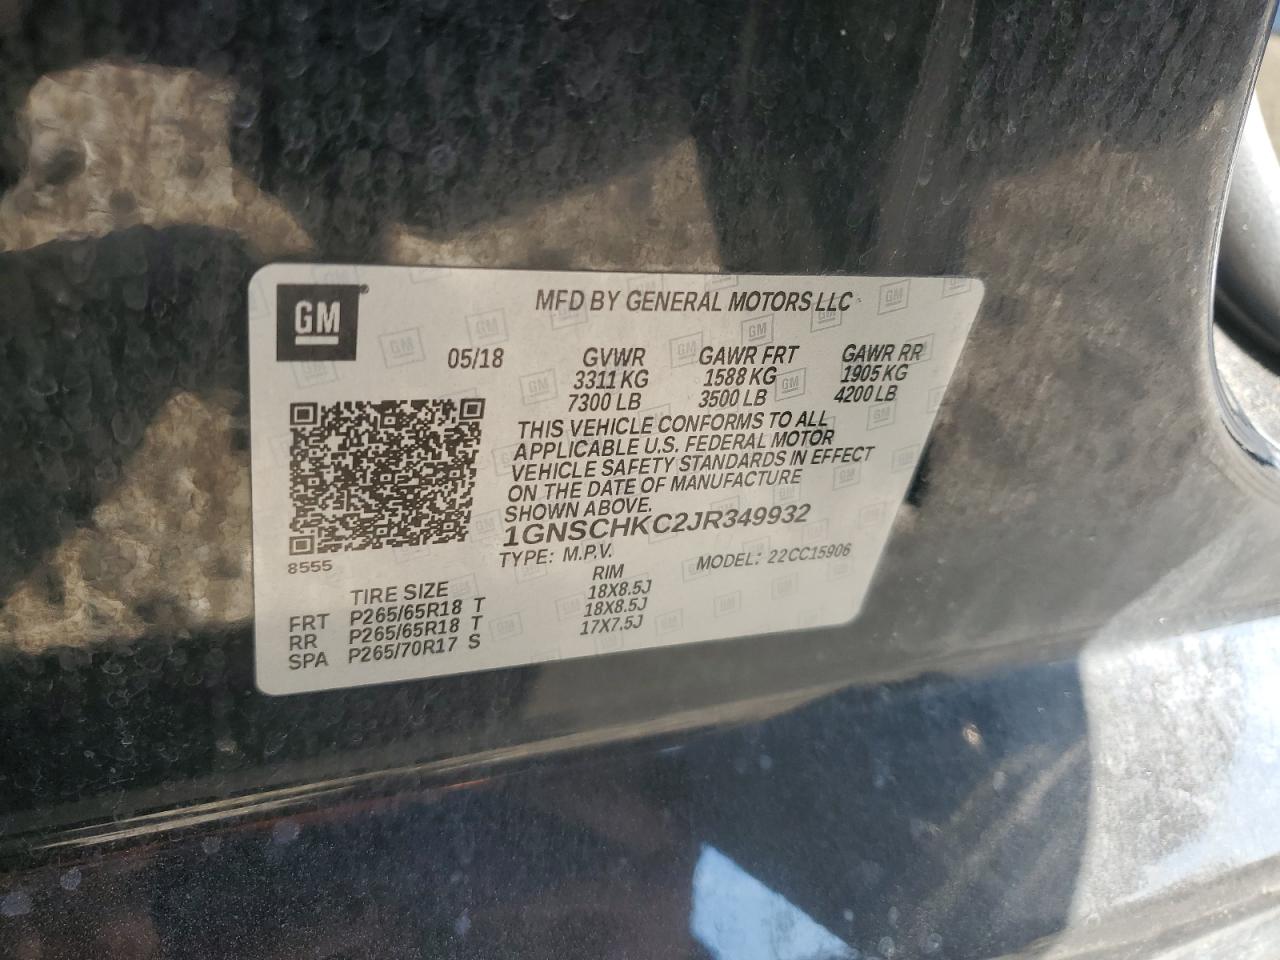 GM
MFD BY GENERAL MOTORS LLC
05/18 GVWR GAWR FRT GAWR RR
3311 KG 1588 KG 1905 KG
7300 LB 3500 LB 4200 LB
THIS VEHICLE CONFORMS TO ALL
APPLICABLE U.S. FEDERAL MOTOR
VEHICLE SAFETY STANDARDS IN EFFECT
ON THE DATE OF MANUFACTURE
SHOWN ABOVE.
1GNSCHKC2JR349932
TYPE: M.P.V. MODEL: 22CC15906
8555
TIRE SIZE RIM
FRT P265/65R18 T 18X8.5J
RR P265/65R18 T 18X8.5J
SPA P265/70R17 S 17X7.5J